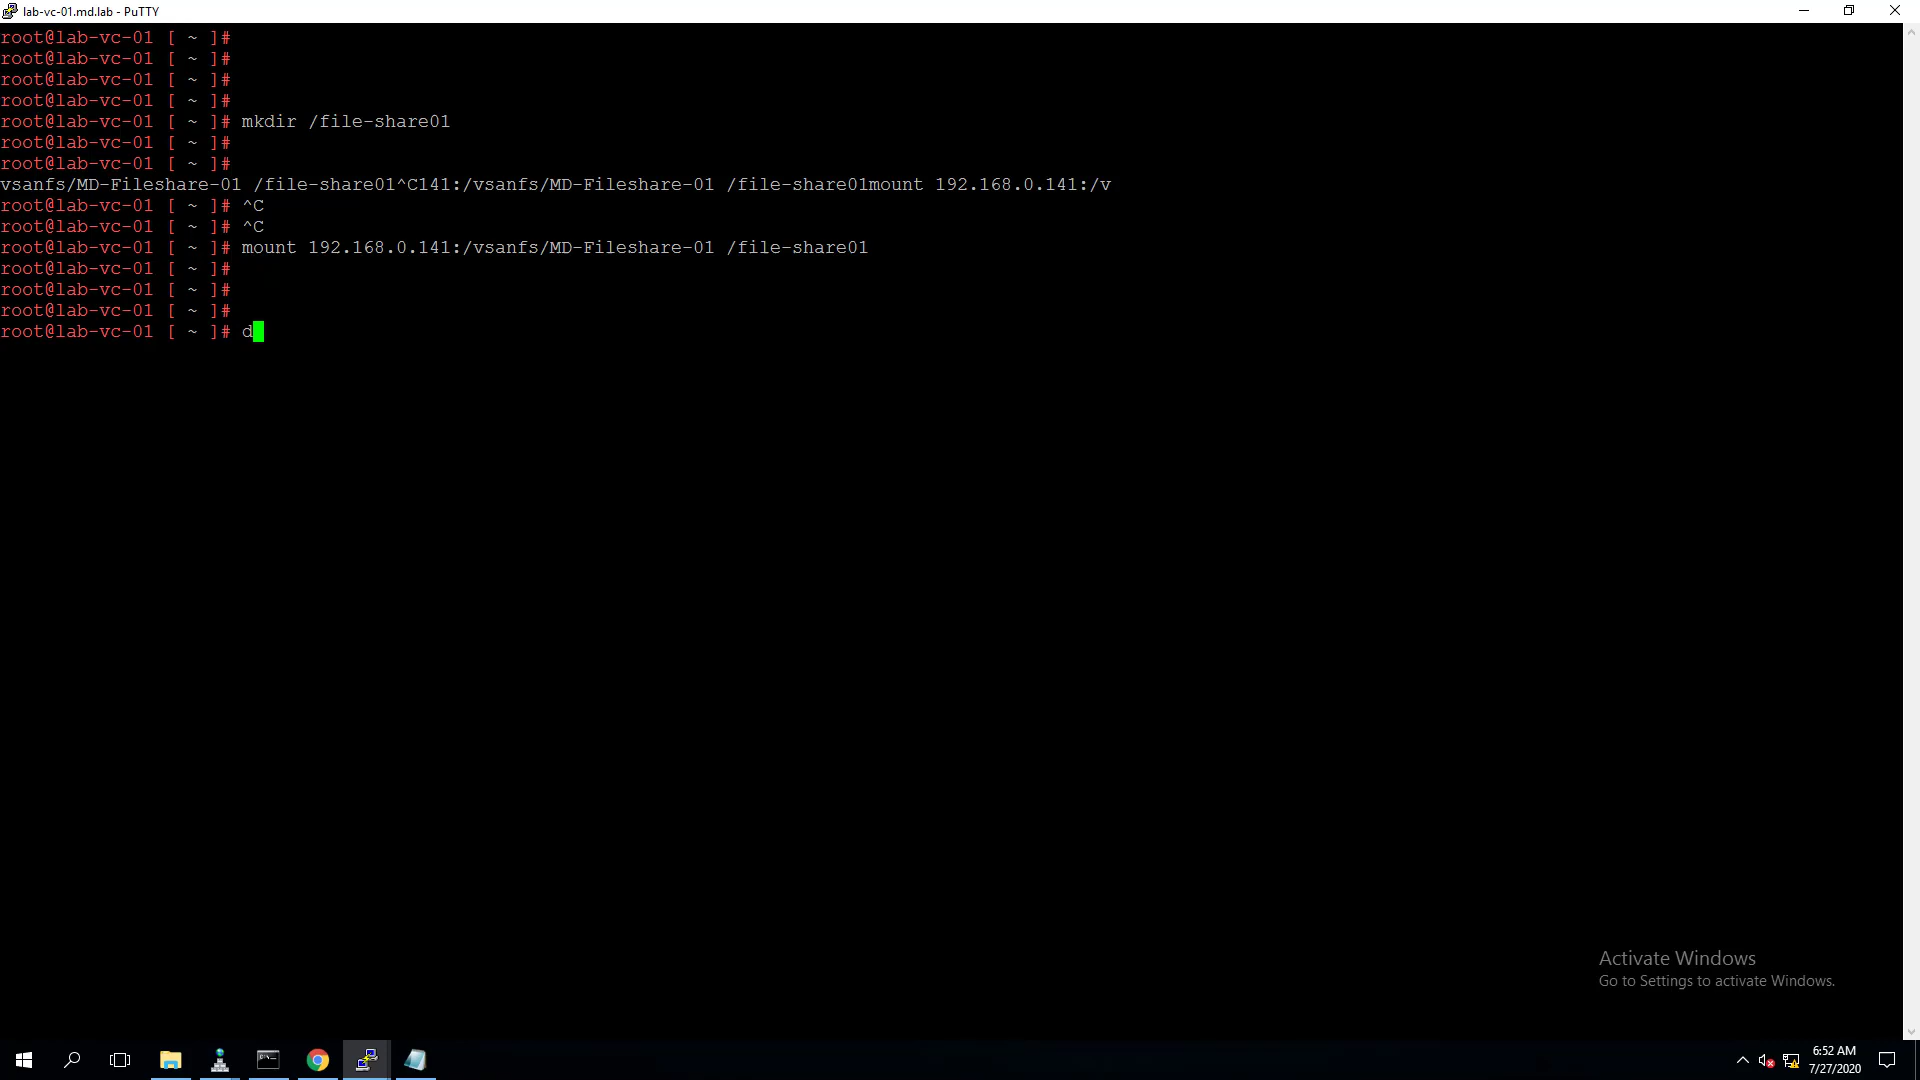 lab-vc-01.md.lab - PuTTY
root@lab-vc-01 [ ~ ]#
root@lab-vc-01 [ ~ ]#
root@lab-vc-01 [ ~ ]#
root@lab-vc-01 [ ~ ]#
root@lab-vc-01 [ ~ ]# mkdir /file-share01
root@lab-vc-01 [ ~ ]#
root@lab-vc-01 [ ~ ]#
vsanfs/MD-Fileshare-01 /file-share01^C141:/vsanfs/MD-Fileshare-01 /file-share01mount 192.168.0.141:/v
root@lab-vc-01 [ ~ ]# ^C
root@lab-vc-01 [ ~ ]# ^C
root@lab-vc-01 [ ~ ]# mount 192.168.0.141:/vsanfs/MD-Fileshare-01 /file-share01
root@lab-vc-01 [ ~ ]#
root@lab-vc-01 [ ~ ]#
root@lab-vc-01 [ ~ ]#
root@lab-vc-01 [ ~ ]# d
Activate Windows
Go to Settings to activate Windows.
6:52 AM
7/27/2020